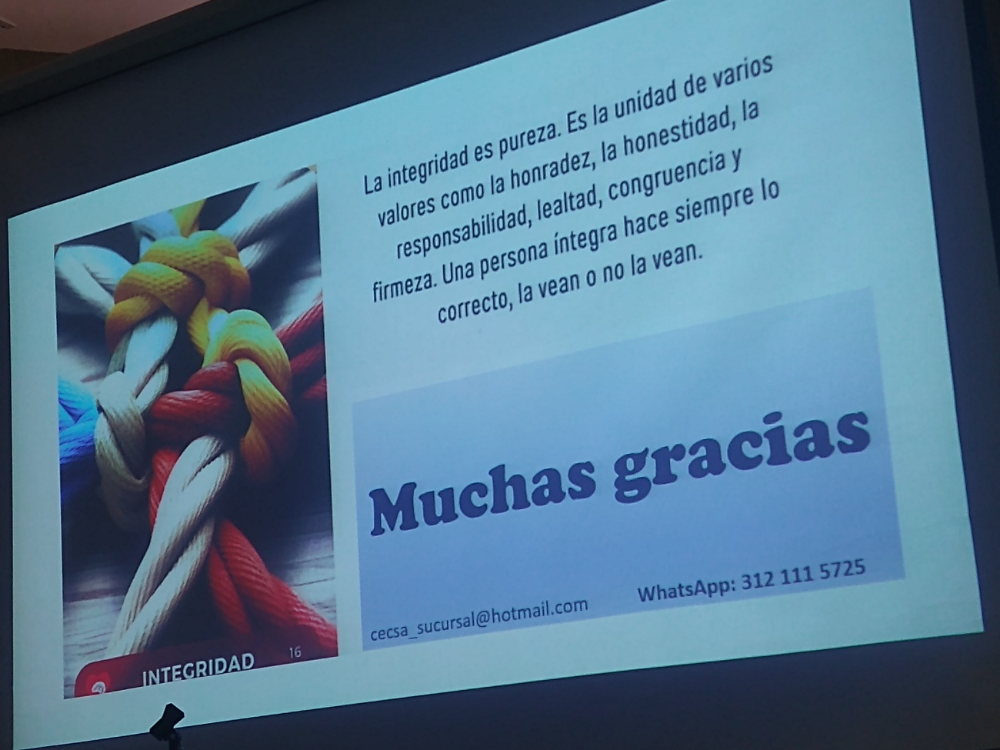 La integridad es pureza. Es la unidad de varios
valores como la honradez, la honestidad, la
responsabilidad, lealtad, congruencia y
firmeza. Una persona íntegra hace siempre lo
correcto, la vean o no la vean.
Muchas gracias
cecsa_sucursal@hotmail.com
WhatsApp: 312 111 5725
INTEGRIDAD
16